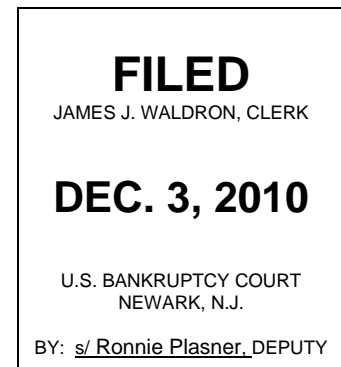 FILED
JAMES J. WALDRON, CLERK
DEC. 3, 2010
U.S. BANKRUPTCY COURT
NEWARK, N.J.
BY: s/ Ronnie Plasner, DEPUTY